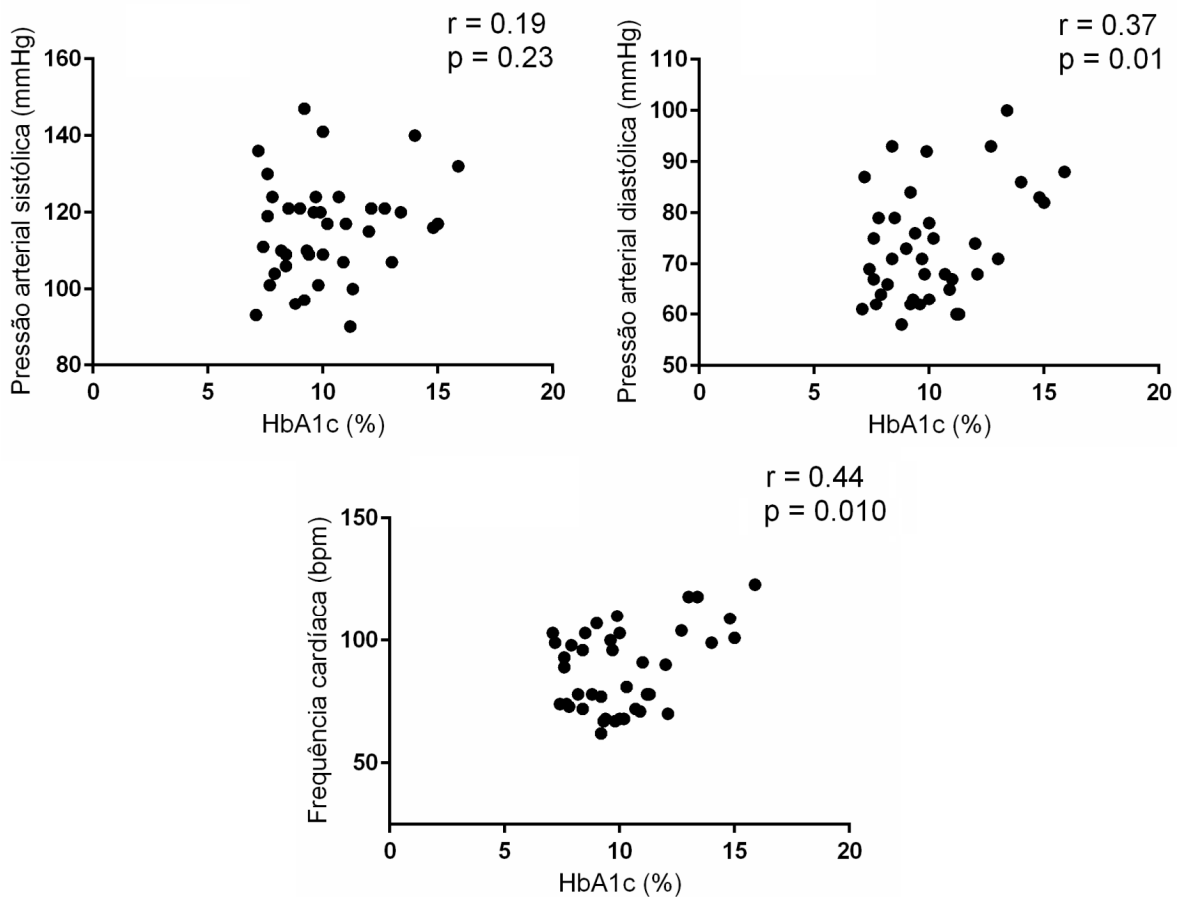 r = 0.19
p = 0.23
Pressão arterial sistólica (mmHg)
160
140
120
100
80
0
5
10
15
20
HbA1c (%)
r = 0.37
p = 0.01
Pressão arterial diastólica (mmHg)
110
100
90
80
70
60
50
0
5
10
15
20
HbA1c (%)
r = 0.44
p = 0.010
Frequência cardíaca (bpm)
150
100
50
0
5
10
15
20
HbA1c (%)